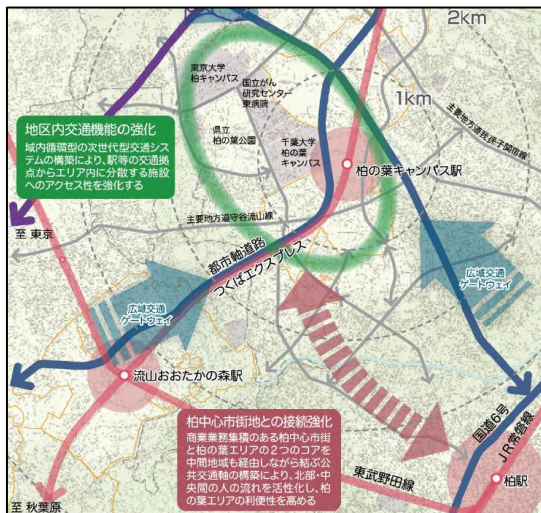 2km
東京大学
柏キャンパス
国立がん
研究センター
東病院
1km
地区内交通機能の強化
域内循環型の次世代型交通シス
テムの構築により、駅等の交通拠
点からエリア内に分散する施設
へのアクセス性を強化する
県立
柏の葉公園
千葉大学
柏の葉
キャンパス
柏の葉キャンパス駅
主要地方道我孫子関宿線
主要地方道守谷流山線
至 東京
都市軸道路
つくばエクスプレス
広域交通
ゲートウェイ
広域交通
ゲートウェイ
流山おおたかの森駅
柏中心市街地との接続強化
商業業務集積のある柏中心市街
と柏の葉エリアの2つのコアを
中間地域も経由しながら結ぶ公
共交通軸の構築により、北部・中
央間の人の流れを活性化し、柏
の葉エリアの利便性を高める
国道6号
JR常磐線
東武野田線
柏駅
至 秋葉原